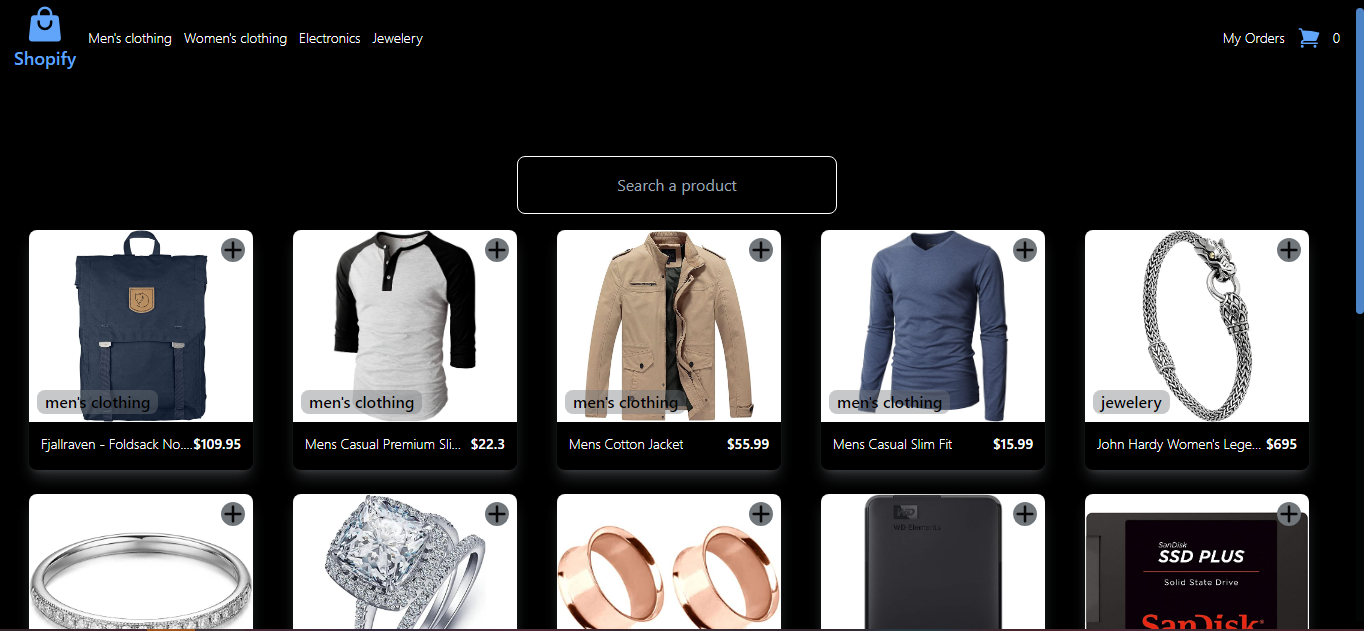 Shopify
Men's clothing Women's clothing Electronics Jewelery
My Orders 0
Search a product
men's clothing
Fjallraven - Foldsack No.... $109.95
men's clothing
Mens Casual Premium Sli... $22.3
men's clothing
Mens Cotton Jacket $55.99
men's clothing
Mens Casual Slim Fit $15.99
jewelery
John Hardy Women's Lege... $695
WD
WD Elements
SanDisk
SSD PLUS
Solid State Drive
SanDisk